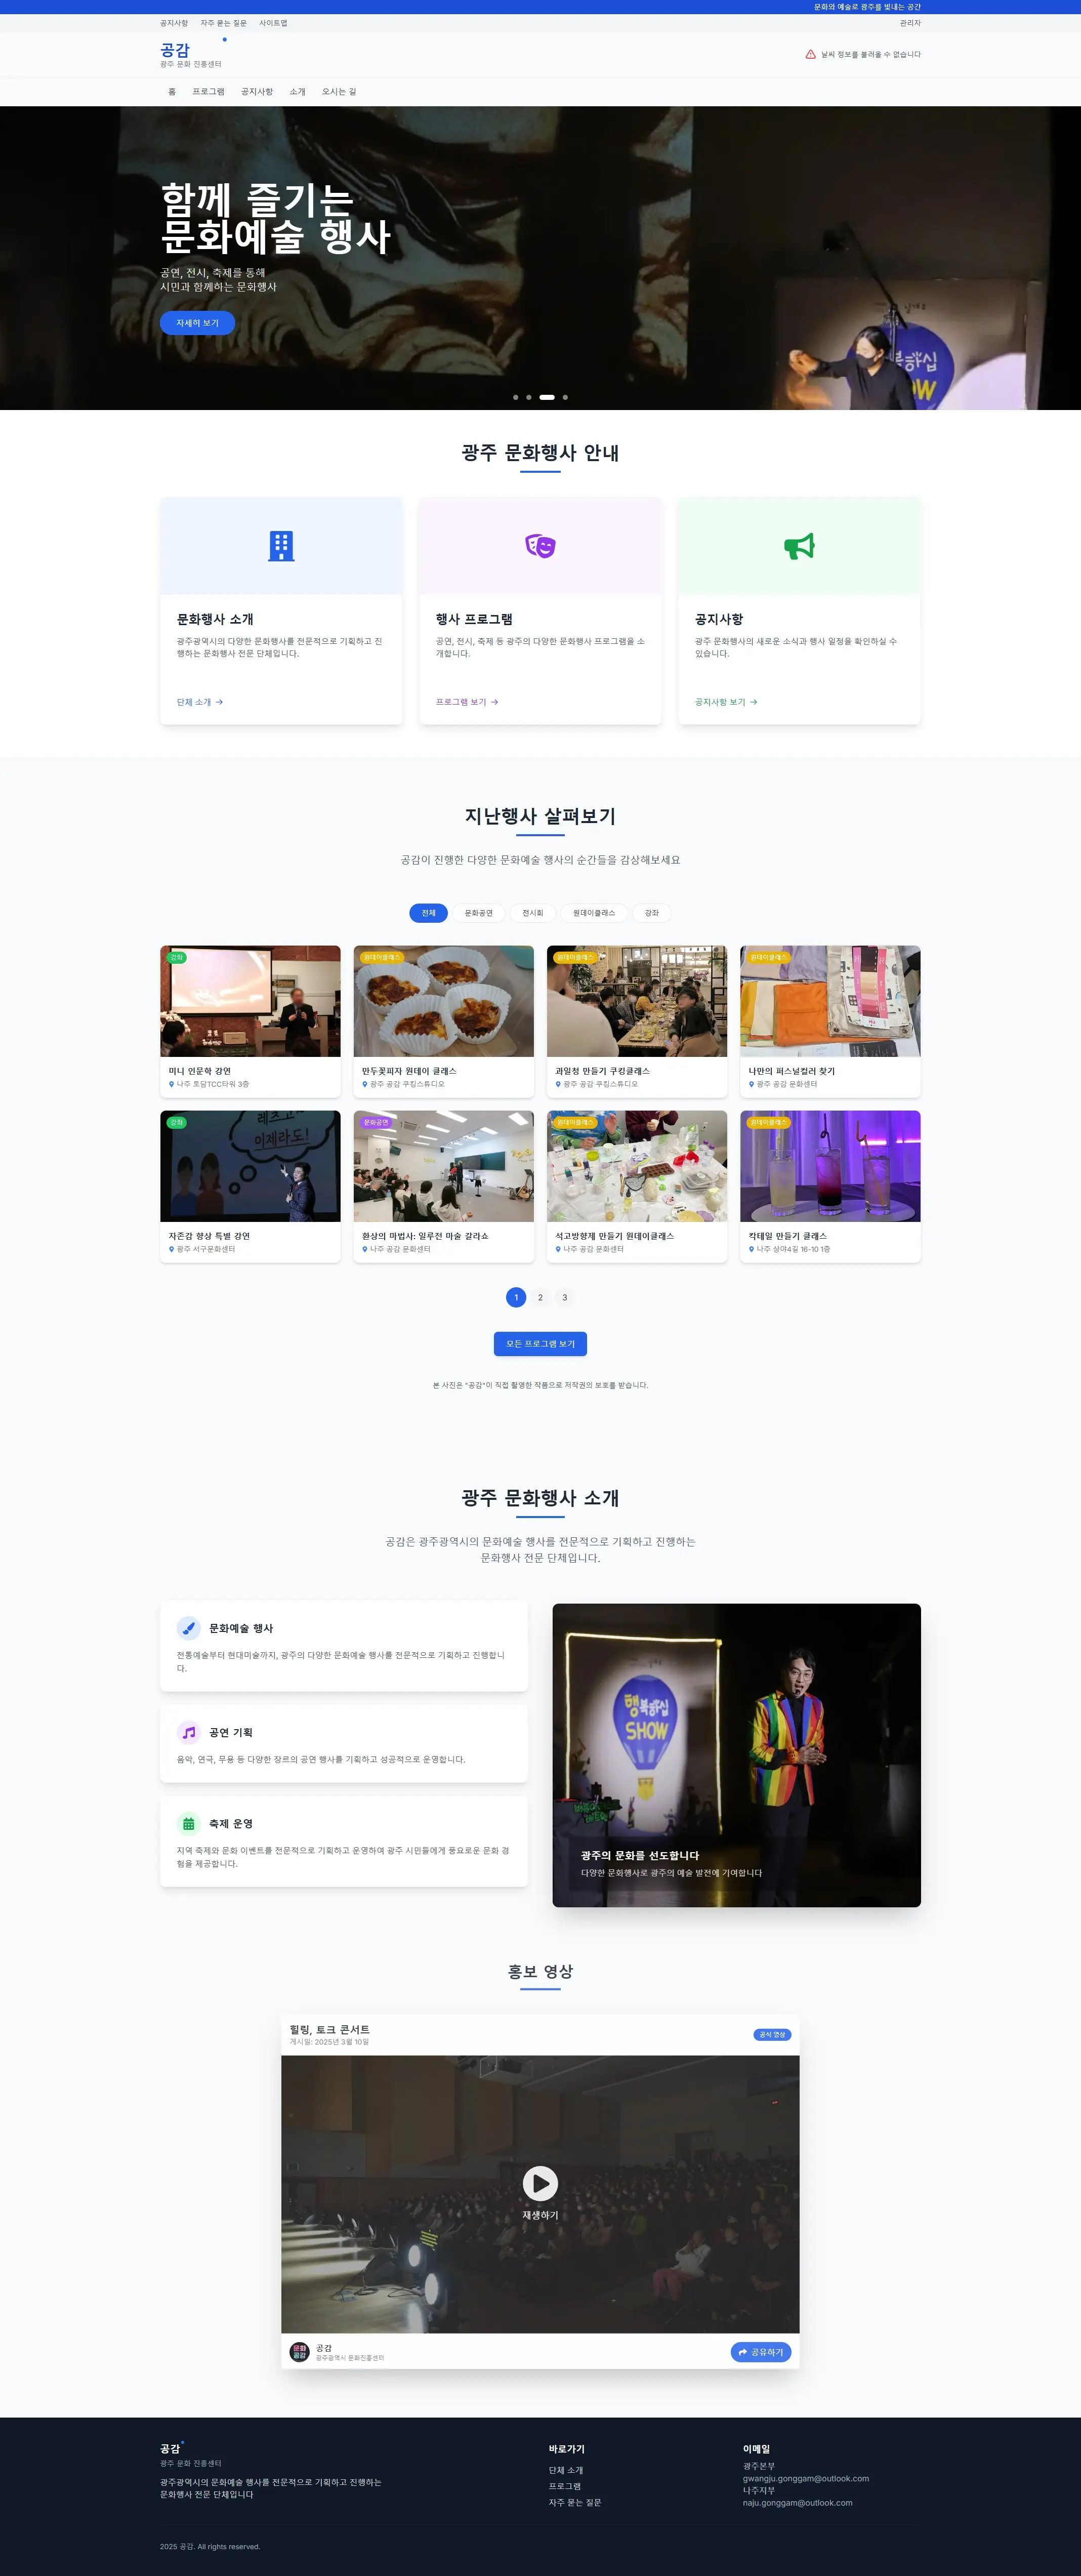 문화와 예술로 광주를 빛내는 공간
공지사항 자주 묻는 질문 사이트맵 관리자
공감
광주 문화 진흥센터
날씨 정보를 불러올 수 없습니다
홈 프로그램 공지사항 소개 오시는 길
함께 즐기는
문화예술 행사
공연, 전시, 축제를 통해
시민과 함께하는 문화행사
자세히 보기
광주 문화행사 안내
문화행사 소개
광주광역시의 다양한 문화행사를 전문적으로 기획하고 진
행하는 문화행사 전문 단체입니다.
단체 소개
행사 프로그램
공연, 전시, 축제 등 광주의 다양한 문화행사 프로그램을 소
개합니다.
프로그램 보기
공지사항
광주 문화행사의 새로운 소식과 행사 일정을 확인하실 수
있습니다.
공지사항 보기
지난행사 살펴보기
공감이 진행한 다양한 문화예술 행사의 순간들을 감상해보세요
전체 문화공연 전시회 원데이클래스 강좌
강좌
미니 인문학 강연
나주 토담TCC타워 3층
원데이클래스
만두꽃피자 원데이 클래스
광주 공감 쿠킹스튜디오
원데이클래스
과일청 만들기 쿠킹클래스
광주 공감 쿠킹스튜디오
원데이클래스
나만의 퍼스널컬러 찾기
광주 공감 문화센터
강좌
이제라도!
자존감 향상 특별 강연
광주 서구문화센터
문화공연
환상의 마법사: 일루전 마술 갈라쇼
나주 공감 문화센터
원데이클래스
석고방향제 만들기 원데이클래스
나주 공감 문화센터
원데이클래스
칵테일 만들기 클래스
나주 상야4길 16-10 1층
1 2 3
모든 프로그램 보기
본 사진은 "공감"이 직접 촬영한 작품으로 저작권의 보호를 받습니다.
광주 문화행사 소개
공감은 광주광역시의 문화예술 행사를 전문적으로 기획하고 진행하는
문화행사 전문 단체입니다.
문화예술 행사
전통예술부터 현대미술까지, 광주의 다양한 문화예술 행사를 전문적으로 기획하고 진행합니
다.
공연 기획
음악, 연극, 무용 등 다양한 장르의 공연 행사를 기획하고 성공적으로 운영합니다.
축제 운영
지역 축제와 문화 이벤트를 전문적으로 기획하고 운영하여 광주 시민들에게 풍요로운 문화 경
험을 제공합니다.
행복하십
SHOW
광주의 문화를 선도합니다
다양한 문화행사로 광주의 예술 발전에 기여합니다
홍보 영상
힐링, 토크 콘서트
게시일: 2025년 3월 10일
공식 영상
재생하기
문화
공감
공감
광주광역시 문화진흥센터
공유하기
공감
광주 문화 진흥센터
광주광역시의 문화예술 행사를 전문적으로 기획하고 진행하는
문화행사 전문 단체입니다
바로가기
단체 소개
프로그램
자주 묻는 질문
이메일
광주본부
gwangju.gonggam@outlook.com
나주지부
naju.gonggam@outlook.com
2025 공감. All rights reserved.